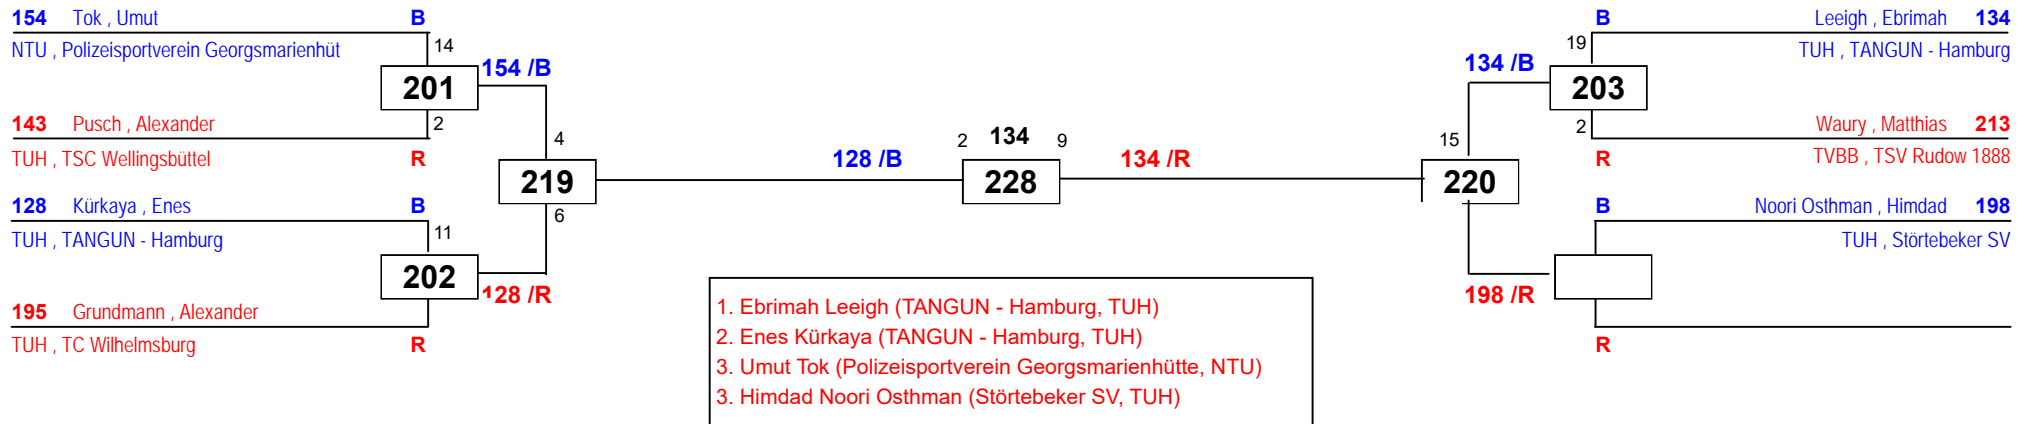 154 Tok , Umut B
NTU , Polizeisportverein Georgsmarienhüt
14
201
154 /B
143 Pusch , Alexander
2
TUH , TSC Wellingsbüttel R
4
219
6
128 Kürkaya , Enes B
TUH , TANGUN - Hamburg
11
202
128 /R
195 Grundmann , Alexander
TUH , TC Wilhelmsburg R
128 /B
2 134 9
228
134 /R
B Leeigh , Ebrimah 134
TUH , TANGUN - Hamburg
19
134 /B
203
2
Waury , Matthias 213
R TVBB , TSV Rudow 1888
15
220
B Noori Osthman , Himdad 198
TUH , Störtebeker SV
198 /R
R
1. Ebrimah Leeigh (TANGUN - Hamburg, TUH)
2. Enes Kürkaya (TANGUN - Hamburg, TUH)
3. Umut Tok (Polizeisportverein Georgsmarienhütte, NTU)
3. Himdad Noori Osthman (Störtebeker SV, TUH)